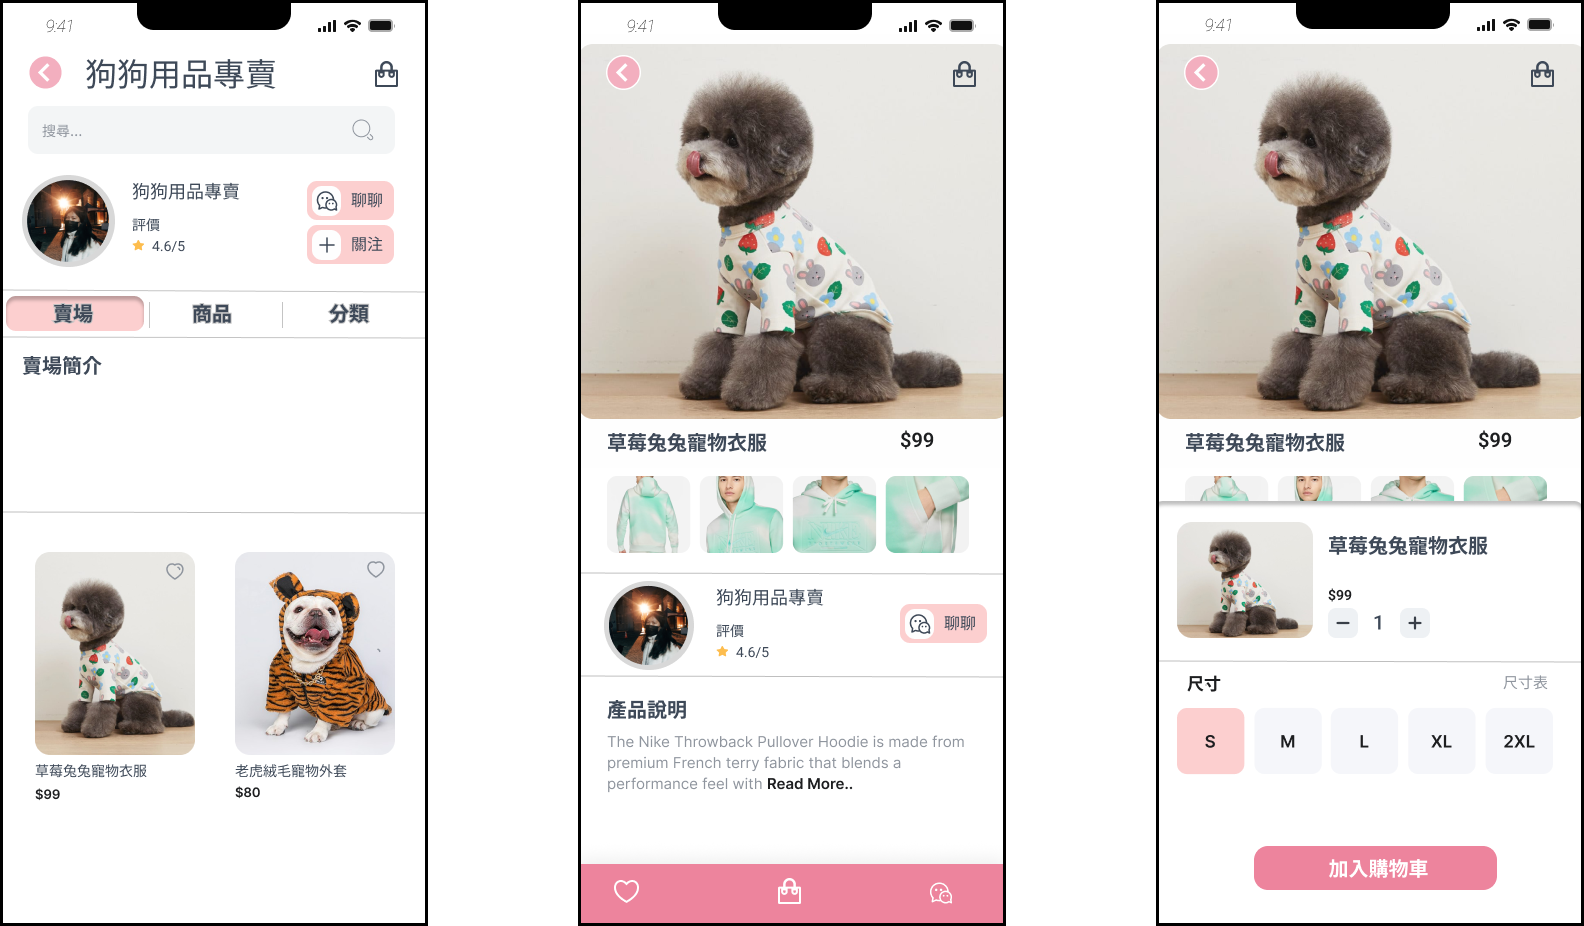 9:41
狗狗用品專賣
搜尋...
狗狗用品專賣
評價
4.6/5
聊聊
關注
賣場
商品
分類
賣場簡介
草莓兔兔寵物衣服
$99
老虎絨毛寵物外套
$80
9:41
草莓兔兔寵物衣服
$99
狗狗用品專賣
評價
4.6/5
聊聊
產品說明
The Nike Throwback Pullover Hoodie is made from
premium French terry fabric that blends a
performance feel with Read More..
9:41
草莓兔兔寵物衣服
$99
草莓兔兔寵物衣服
$99
1
尺寸
尺寸表
S
M
L
XL
2XL
加入購物車